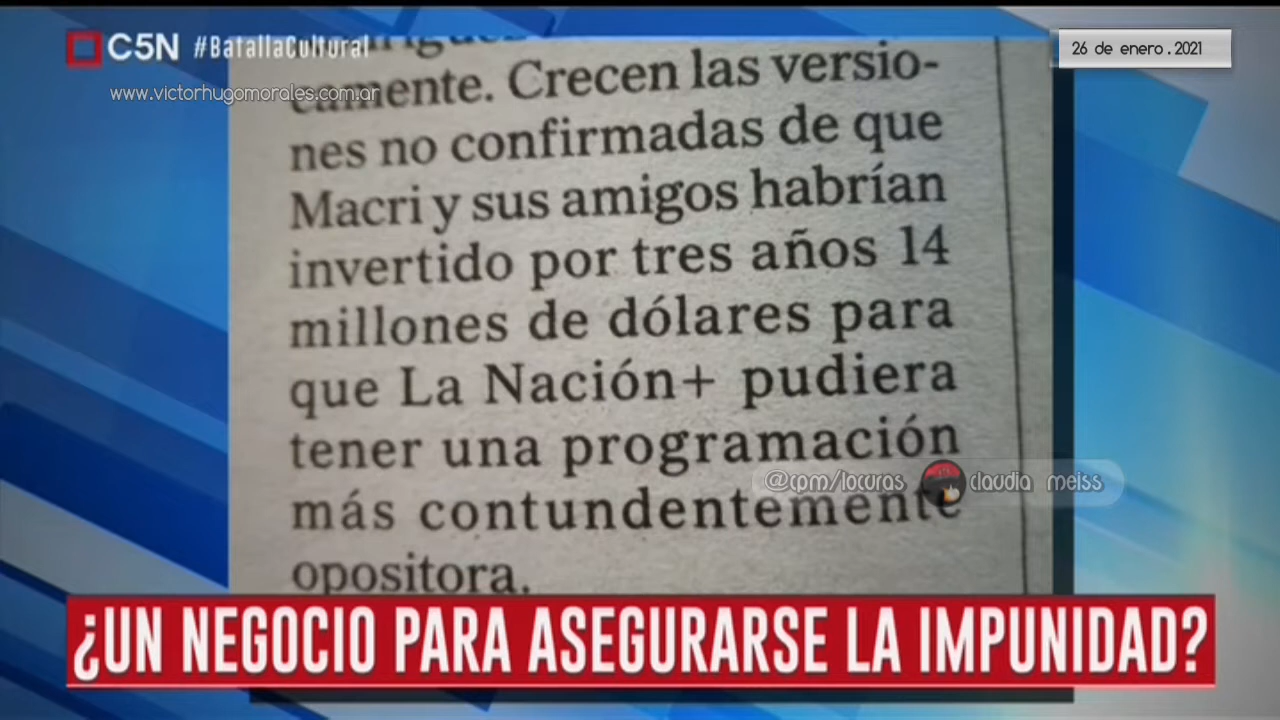 C5N #BatallaCultural
26 de enero .2021
www.victorhugomorales.com.ar
camente. Crecen las versio-
nes no confirmadas de que
Macri y sus amigos habrían
invertido por tres años 14
millones de dólares para
que La Nación+ pudiera
tener una programación
@cpm/locuras claudia meiss
más contundentemente
opositora.
¿UN NEGOCIO PARA ASEGURARSE LA IMPUNIDAD?